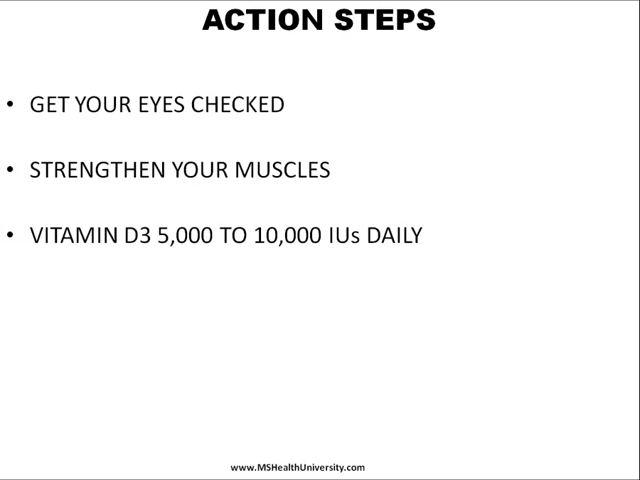 ACTION STEPS
• GET YOUR EYES CHECKED
• STRENGTHEN YOUR MUSCLES
• VITAMIN D3 5,000 TO 10,000 IUs DAILY
www.MSHealthUniversity.com